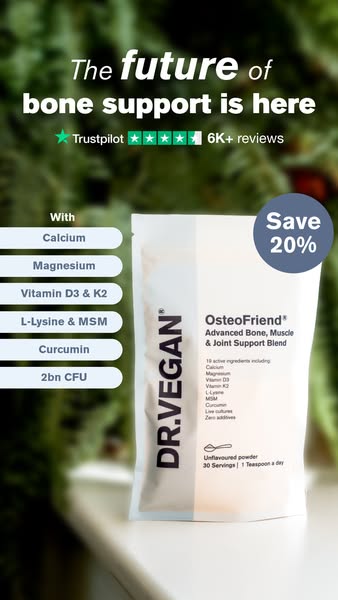 The future of
bone support is here
Trustpilot 6K+ reviews
Save
20%
With
Calcium
Magnesium
Vitamin D3 & K2
L-Lysine & MSM
Curcumin
2bn CFU
DR.VEGAN®
OsteoFriend®
Advanced Bone, Muscle
& Joint Support Blend
19 active ingredients including:
Calcium
Magnesium
Vitamin D3
Vitamin K2
L-Lysine
MSM
Curcumin
Live cultures
Zero additives
Unflavoured powder
30 Servings | 1 Teaspoon a day